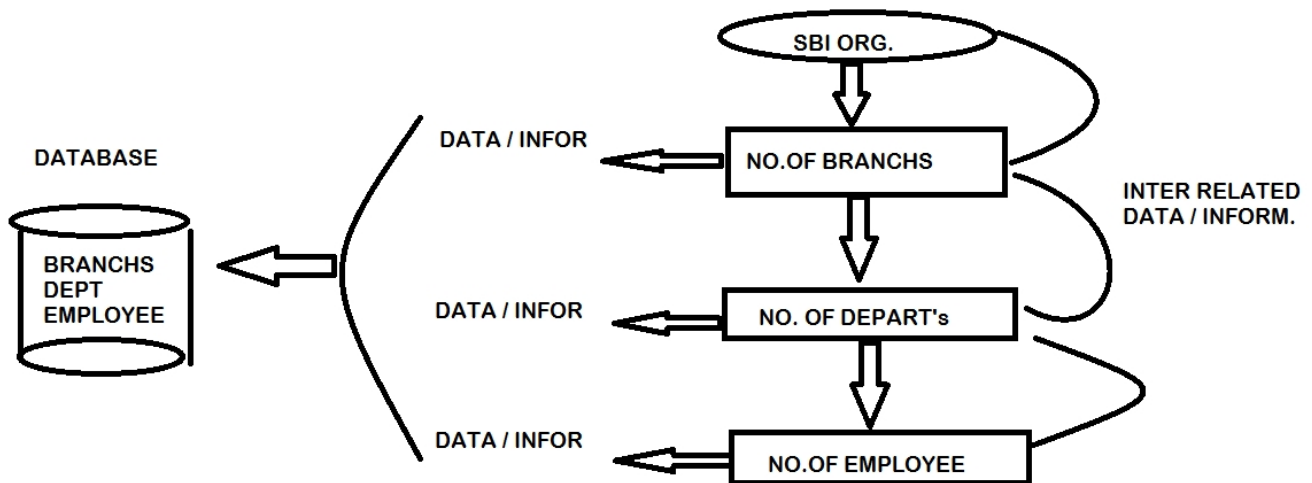 SBI ORG.
DATA / INFOR
NO.OF BRANCHS
DATABASE
INTER RELATED
DATA / INFORM.
BRANCHS
DEPT
EMPLOYEE
DATA / INFOR
NO. OF DEPART's
DATA / INFOR
NO.OF EMPLOYEE